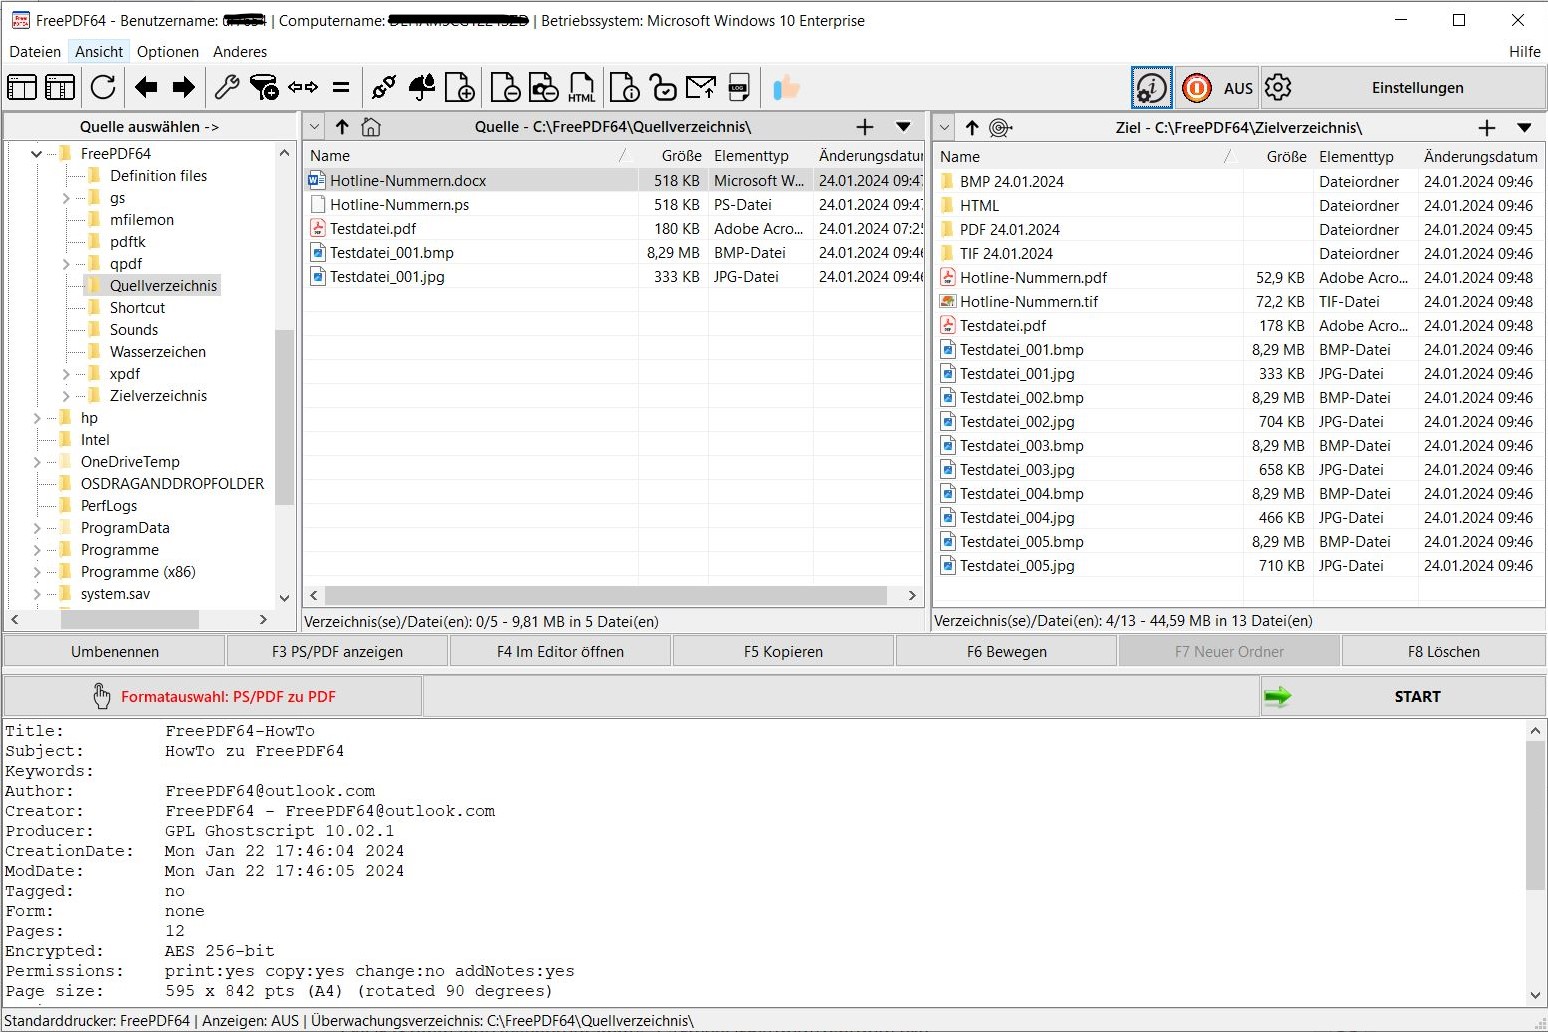 FreePDF64 - Benutzername: | Computername: | Betriebssystem: Microsoft Windows 10 Enterprise
Dateien Ansicht Optionen Anderes Hilfe
HTML LOG AUS Einstellungen
Quelle auswählen ->
FreePDF64
Definition files
gs
mfilemon
pdftk
qpdf
Quellverzeichnis
Shortcut
Sounds
Wasserzeichen
xpdf
Zielverzeichnis
hp
Intel
OneDriveTemp
OSDRAGANDDROPFOLDER
PerfLogs
ProgramData
Programme
Programme (x86)
system.sav
Quelle - C:\FreePDF64\Quellverzeichnis\
Name Größe Elementtyp Änderungsdatu
Hotline-Nummern.docx 518 KB Microsoft W... 24.01.2024 09:47
Hotline-Nummern.ps 518 KB PS-Datei 24.01.2024 09:47
Testdatei.pdf 180 KB Adobe Acro... 24.01.2024 07:25
Testdatei_001.bmp 8,29 MB BMP-Datei 24.01.2024 09:46
Testdatei_001.jpg 333 KB JPG-Datei 24.01.2024 09:46
Verzeichnis(se)/Datei(en): 0/5 - 9,81 MB in 5 Datei(en)
Ziel - C:\FreePDF64\Zielverzeichnis\
Name Größe Elementtyp Änderungsdatum
BMP 24.01.2024 Dateiordner 24.01.2024 09:46
HTML Dateiordner 24.01.2024 09:46
PDF 24.01.2024 Dateiordner 24.01.2024 09:45
TIF 24.01.2024 Dateiordner 24.01.2024 09:46
Hotline-Nummern.pdf 52,9 KB Adobe Acro... 24.01.2024 09:48
Hotline-Nummern.tif 72,2 KB TIF-Datei 24.01.2024 09:48
Testdatei.pdf 178 KB Adobe Acro... 24.01.2024 09:48
Testdatei_001.bmp 8,29 MB BMP-Datei 24.01.2024 09:46
Testdatei_001.jpg 333 KB JPG-Datei 24.01.2024 09:46
Testdatei_002.bmp 8,29 MB BMP-Datei 24.01.2024 09:46
Testdatei_002.jpg 704 KB JPG-Datei 24.01.2024 09:46
Testdatei_003.bmp 8,29 MB BMP-Datei 24.01.2024 09:46
Testdatei_003.jpg 658 KB JPG-Datei 24.01.2024 09:46
Testdatei_004.bmp 8,29 MB BMP-Datei 24.01.2024 09:46
Testdatei_004.jpg 466 KB JPG-Datei 24.01.2024 09:46
Testdatei_005.bmp 8,29 MB BMP-Datei 24.01.2024 09:46
Testdatei_005.jpg 710 KB JPG-Datei 24.01.2024 09:46
Verzeichnis(se)/Datei(en): 4/13 - 44,59 MB in 13 Datei(en)
Umbenennen F3 PS/PDF anzeigen F4 Im Editor öffnen F5 Kopieren F6 Bewegen F7 Neuer Ordner F8 Löschen
Formatauswahl: PS/PDF zu PDF START
Title: FreePDF64-HowTo
Subject: HowTo zu FreePDF64
Keywords:
Author: FreePDF64@outlook.com
Creator: FreePDF64 - FreePDF64@outlook.com
Producer: GPL Ghostscript 10.02.1
CreationDate: Mon Jan 22 17:46:04 2024
ModDate: Mon Jan 22 17:46:05 2024
Tagged: no
Form: none
Pages: 12
Encrypted: AES 256-bit
Permissions: print:yes copy:yes change:no addNotes:yes
Page size: 595 x 842 pts (A4) (rotated 90 degrees)
Standarddrucker: FreePDF64 | Anzeigen: AUS | Überwachungsverzeichnis: C:\FreePDF64\Quellverzeichnis\